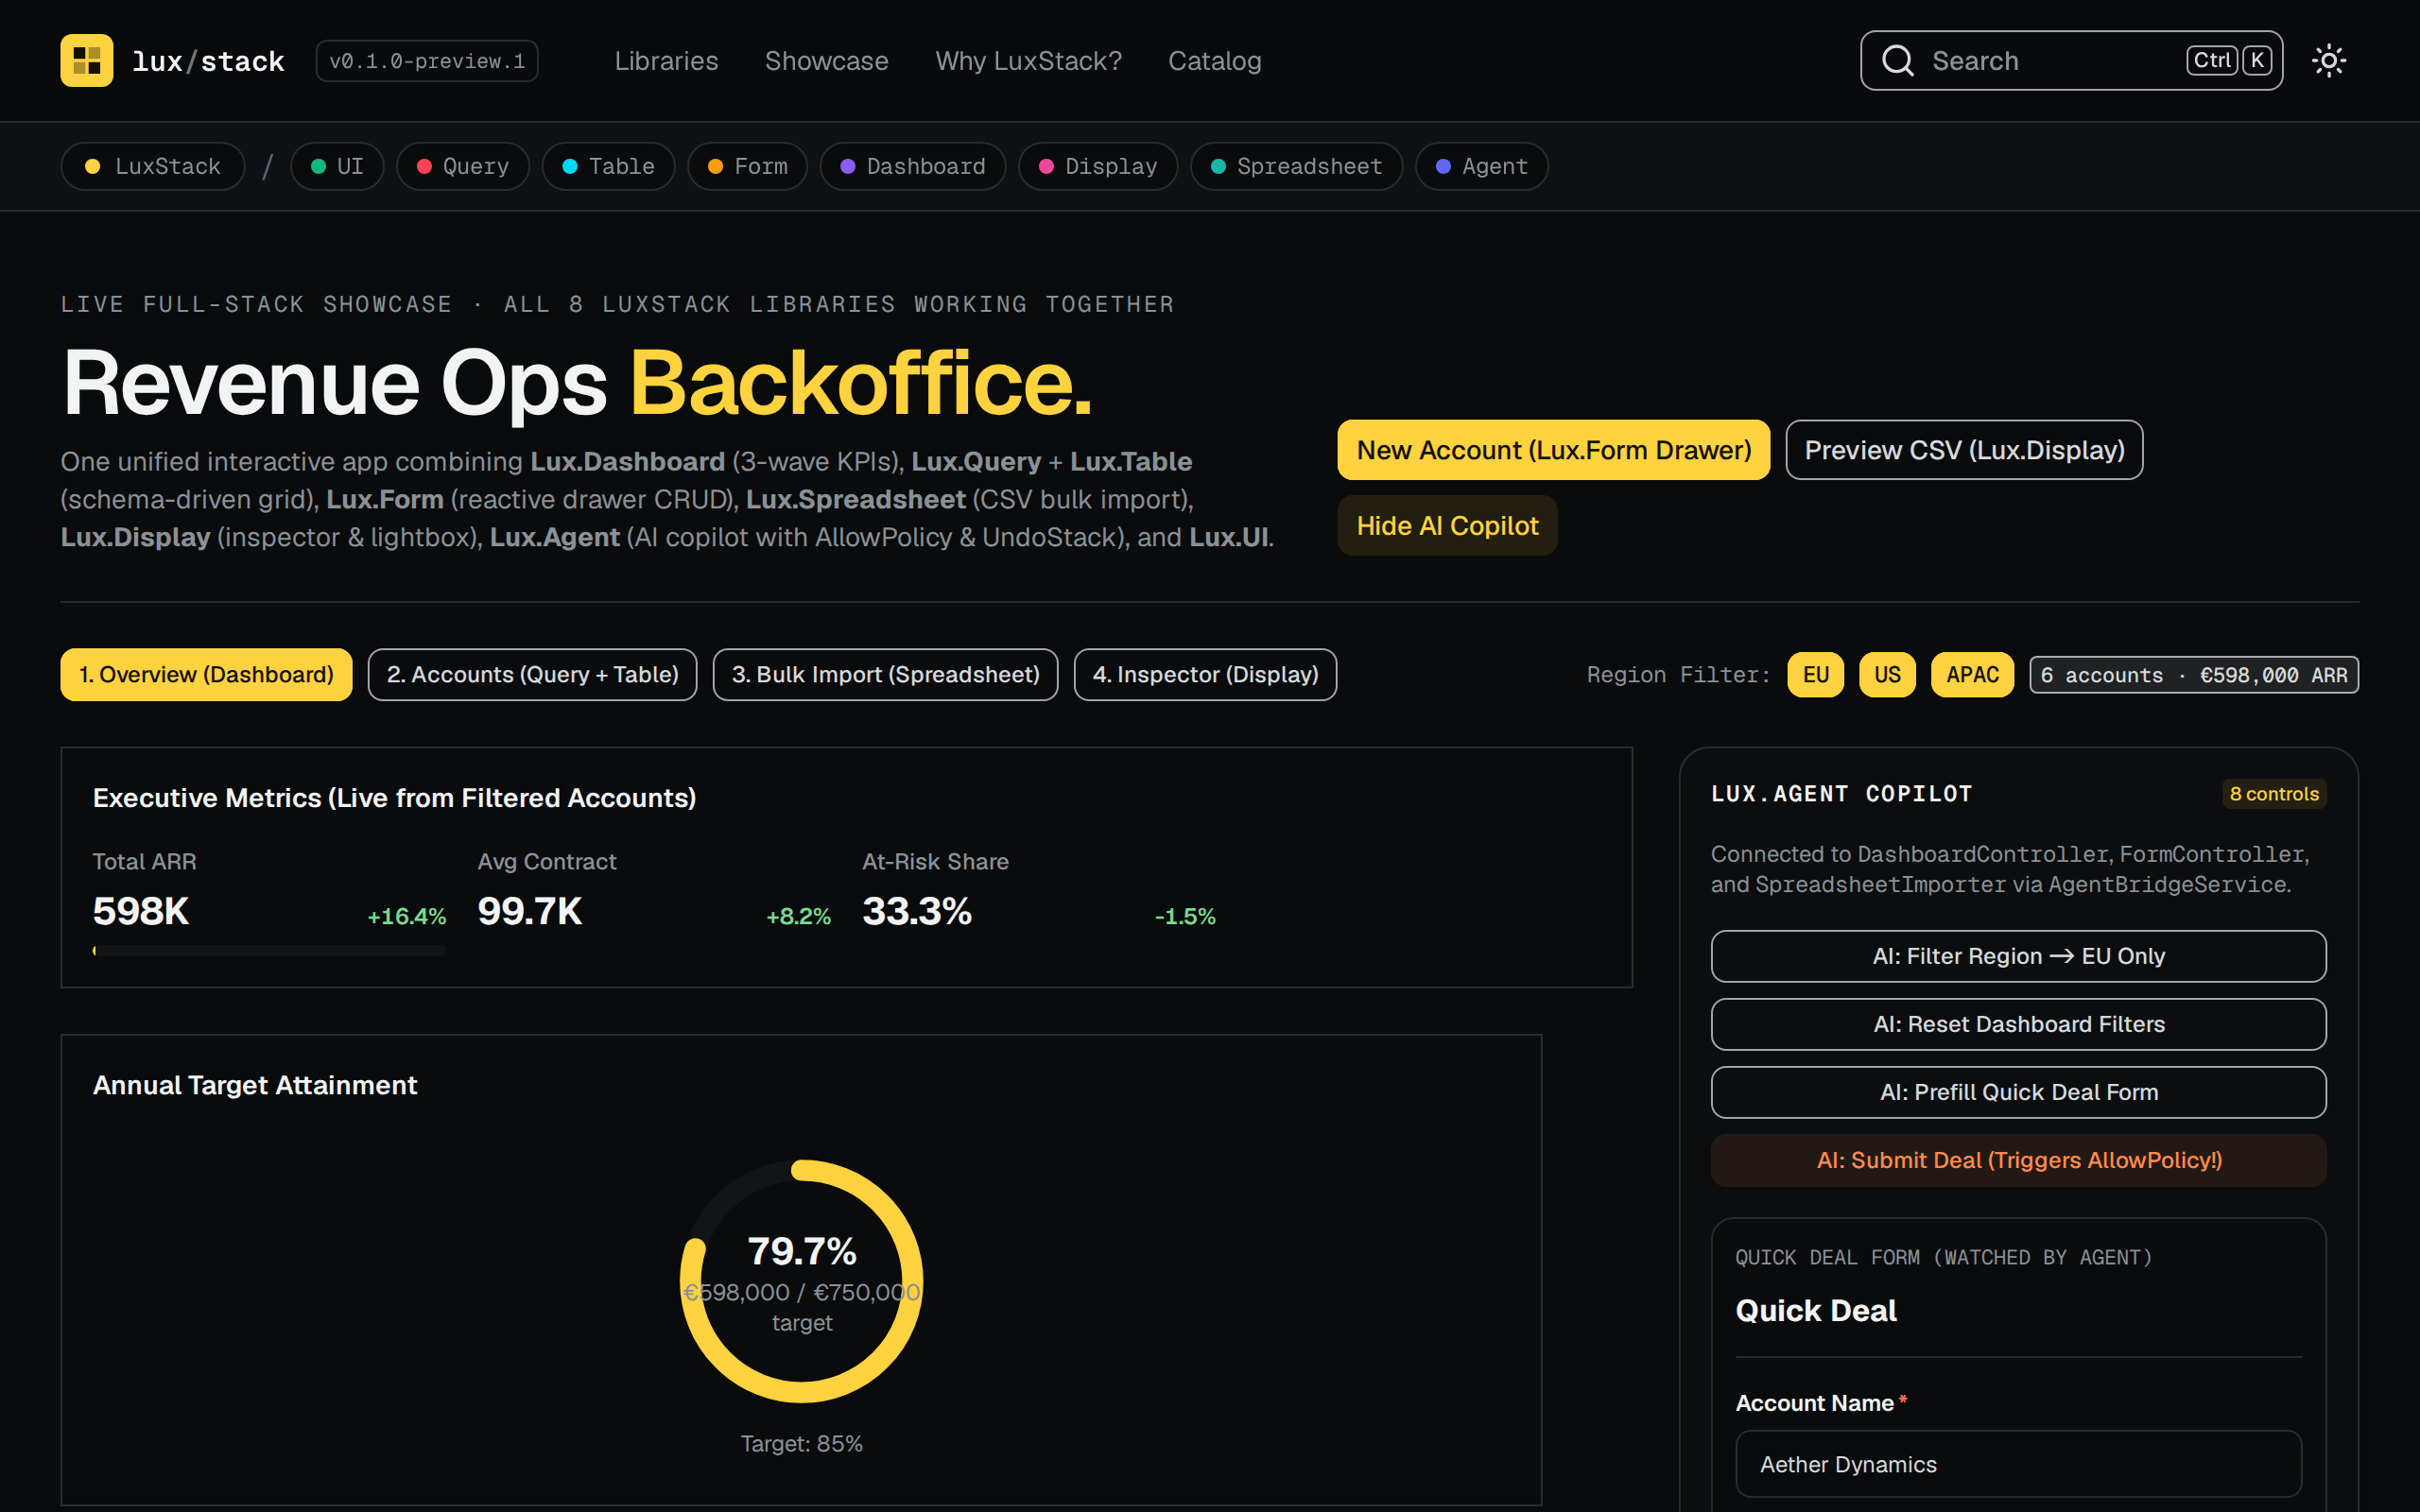 lux/stack
v0.1.0-preview.1
Libraries
Showcase
Why LuxStack?
Catalog
Search
Ctrl K
LuxStack / UI Query Table Form Dashboard Display Spreadsheet Agent
LIVE FULL-STACK SHOWCASE · ALL 8 LUXSTACK LIBRARIES WORKING TOGETHER
Revenue Ops Backoffice.
One unified interactive app combining Lux.Dashboard (3-wave KPIs), Lux.Query + Lux.Table
(schema-driven grid), Lux.Form (reactive drawer CRUD), Lux.Spreadsheet (CSV bulk import),
Lux.Display (inspector & lightbox), Lux.Agent (AI copilot with AllowPolicy & UndoStack), and Lux.UI.
New Account (Lux.Form Drawer)
Preview CSV (Lux.Display)
Hide AI Copilot
1. Overview (Dashboard)
2. Accounts (Query + Table)
3. Bulk Import (Spreadsheet)
4. Inspector (Display)
Region Filter: EU US APAC
6 accounts · €598,000 ARR
Executive Metrics (Live from Filtered Accounts)
Total ARR
598K +16.4%
Avg Contract
99.7K +8.2%
At-Risk Share
33.3% -1.5%
Annual Target Attainment
79.7%
€598,000 / €750,000
target
Target: 85%
LUX.AGENT COPILOT
8 controls
Connected to DashboardController, FormController,
and SpreadsheetImporter via AgentBridgeService.
AI: Filter Region → EU Only
AI: Reset Dashboard Filters
AI: Prefill Quick Deal Form
AI: Submit Deal (Triggers AllowPolicy!)
QUICK DEAL FORM (WATCHED BY AGENT)
Quick Deal
Account Name *
Aether Dynamics